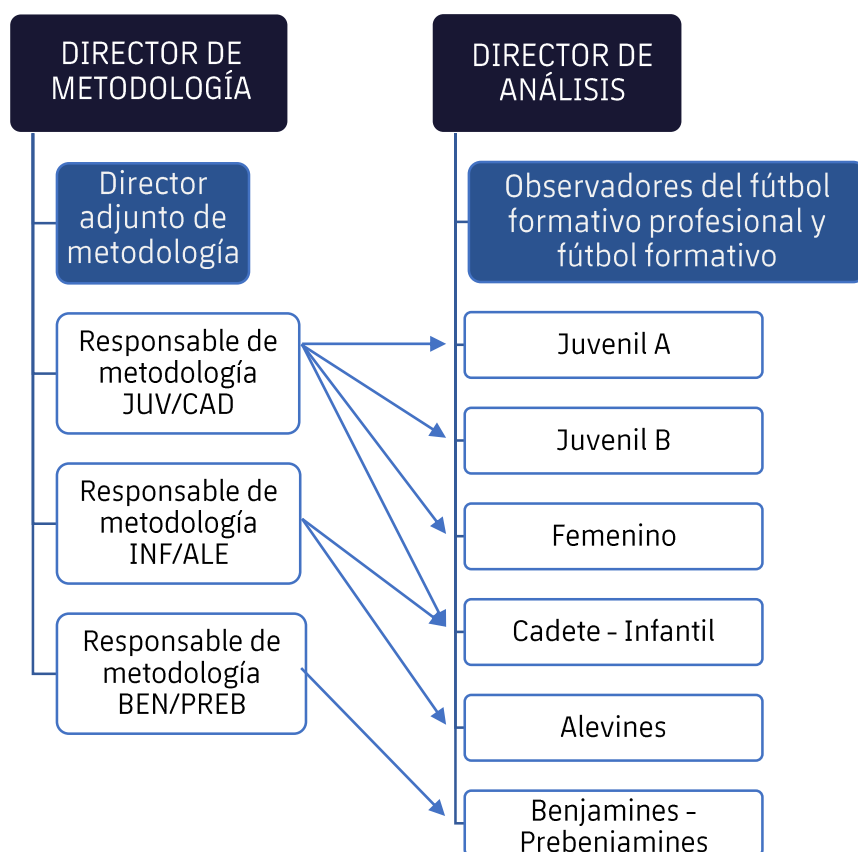 DIRECTOR DE
METODOLOGÍA
Director
adjunto de
metodología
Responsable de
metodología
JUV/CAD
Responsable de
metodología
INF/ALE
Responsable de
metodología
BEN/PREB
DIRECTOR DE
ANÁLISIS
Observadores del fútbol
formativo profesional y
fútbol formativo
Juvenil A
Juvenil B
Femenino
Cadete - Infantil
Alevines
Benjamines -
Prebenjamines